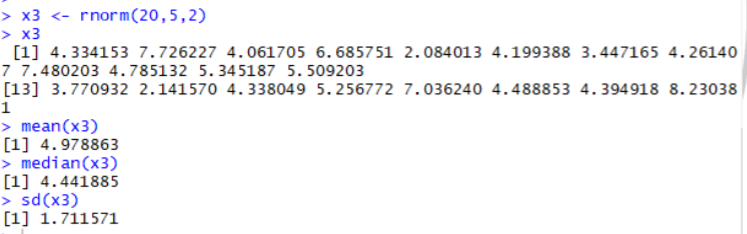 > x3 <- rnorm(20,5,2)
> x3
[1] 4.334153 7.726227 4.061705 6.685751 2.084013 4.199388 3.447165 4.26140
7 7.480203 4.785132 5.345187 5.509203
[13] 3.770932 2.141570 4.338049 5.256772 7.036240 4.488853 4.394918 8.23038
1
> mean(x3)
[1] 4.978863
> median(x3)
[1] 4.441885
> sd(x3)
[1] 1.711571